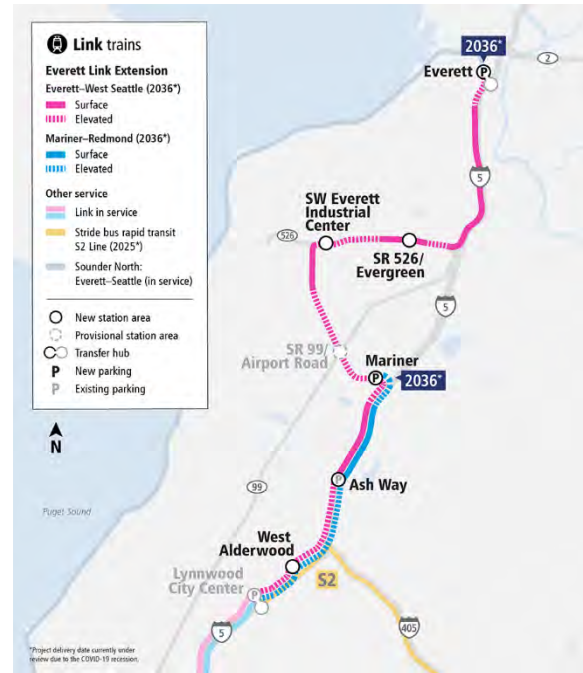 Link trains
Everett Link Extension
Everett–West Seattle (2036*)
Surface
Elevated
Mariner–Redmond (2036*)
Surface
Elevated
Other service
Link in service
Stride bus rapid transit
S2 Line (2025*)
Sounder North:
Everett–Seattle (in service)
New station area
Provisional station area
Transfer hub
P New parking
P Existing parking
N
2036*
Everett P
2
5
SW Everett
Industrial
Center
526
SR 526/
Evergreen
5
SR 99/
Airport Road
Mariner
P
2036*
P
Ash Way
99
Puget Sound
West
Alderwood
Lynnwood
City Center
P
S2
5
405
*Project delivery date currently under
review due to the COVID-19 recession.